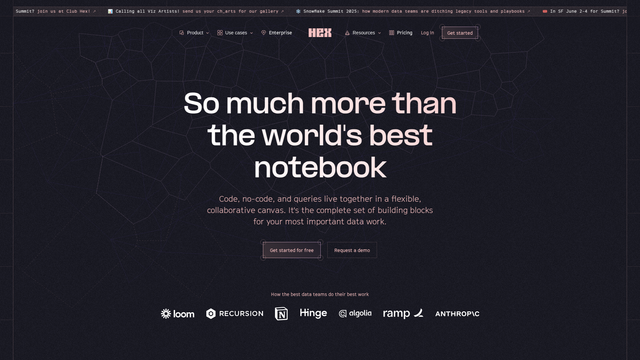 Summit? join us at Club Hex! ↗ 📊 Calling all Viz Artists! send us your ch_arts for our gallery ↗ ❄️ Snowflake Summit 2025: how modern data teams are ditching legacy tools and playbooks ↗ In SF June 2-4 for Summit? jo
Product Use cases Enterprise HEX Resources Pricing Log In Get started
So much more than
the world's best
notebook
Code, no-code, and queries live together in a flexible,
collaborative canvas. It's the complete set of building blocks
for your most important data work.
Get started for free Request a demo
How the best data teams do their best work
loom RECURSION N Hinge algolia ramp ANTHROP\C